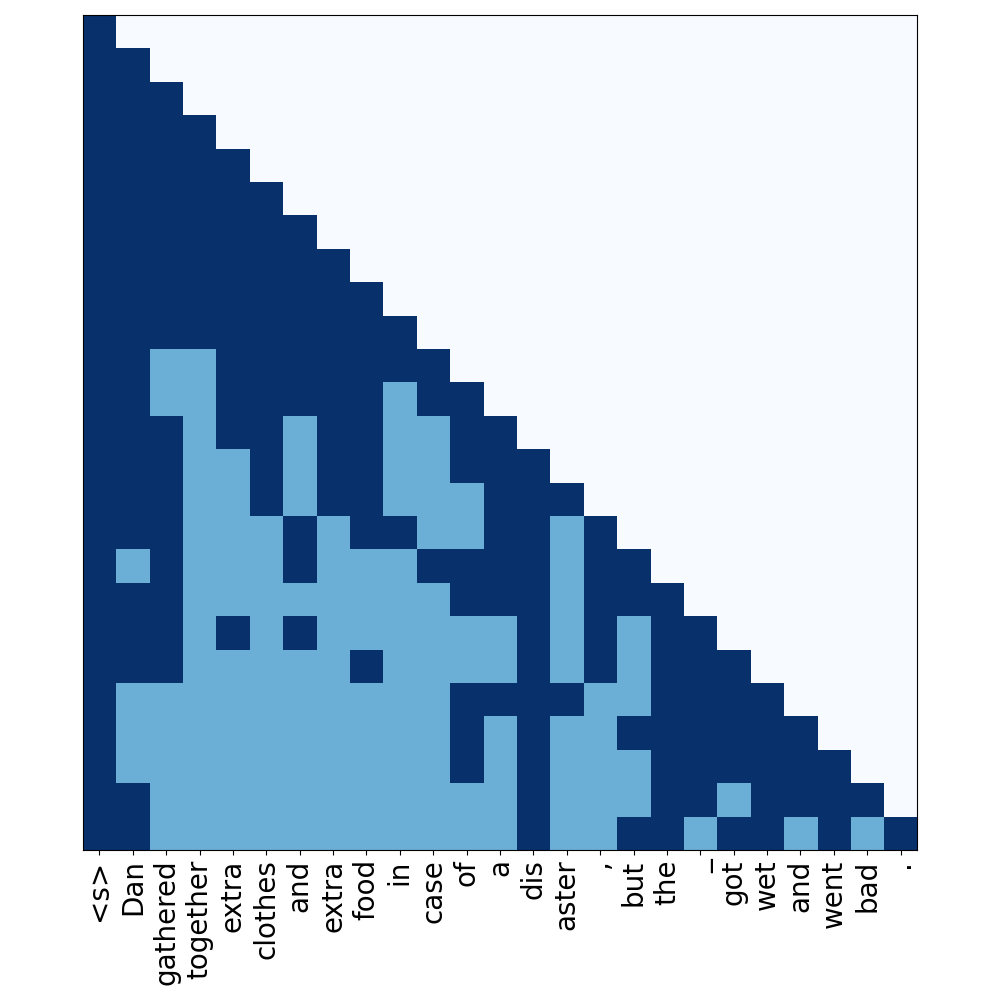 <s> Dan gathered together extra clothes and extra food in case of a dis aster , but the _ got wet and went bad .